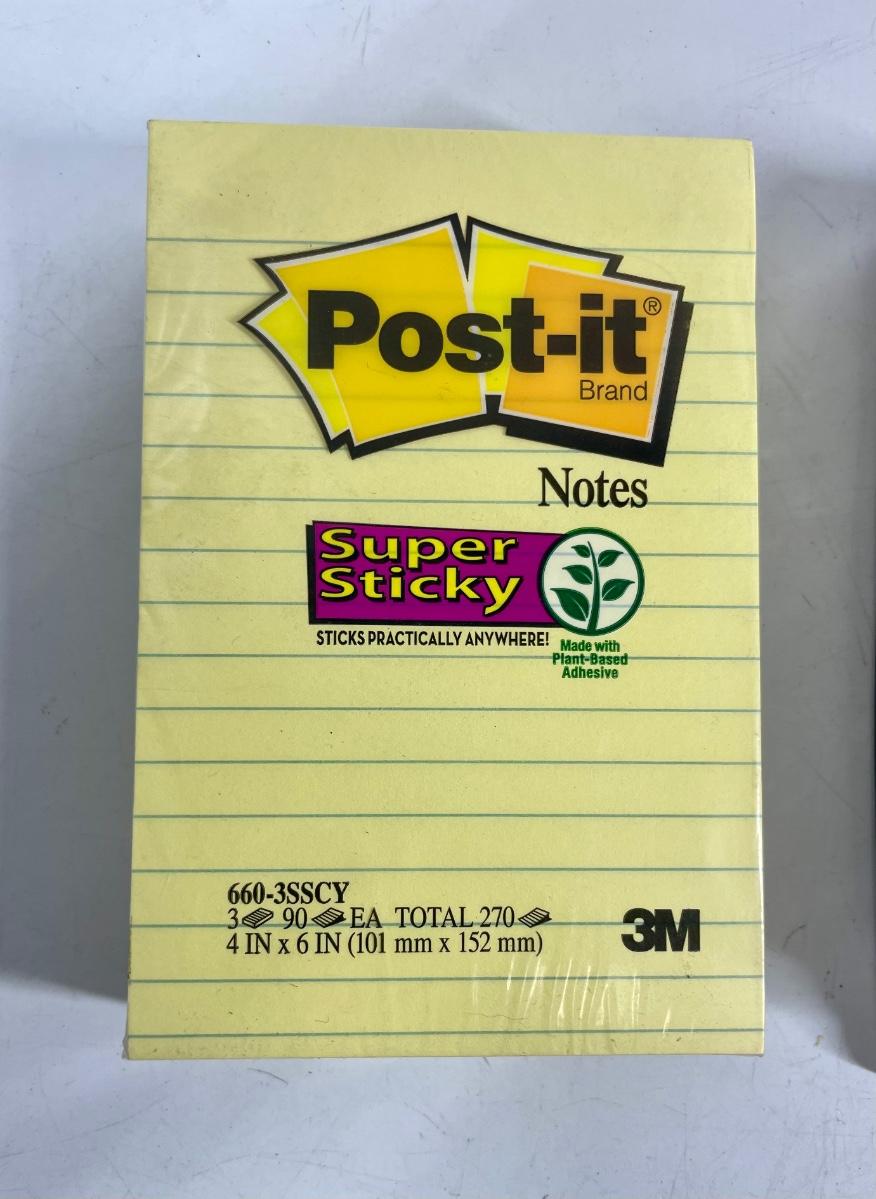 Post-it®
Brand
Notes
Super
Sticky
STICKS PRACTICALLY ANYWHERE!
Made with
Plant-Based
Adhesive
660-3SSCY
3 90 EA TOTAL 270
4 IN x 6 IN (101 mm x 152 mm)
3M